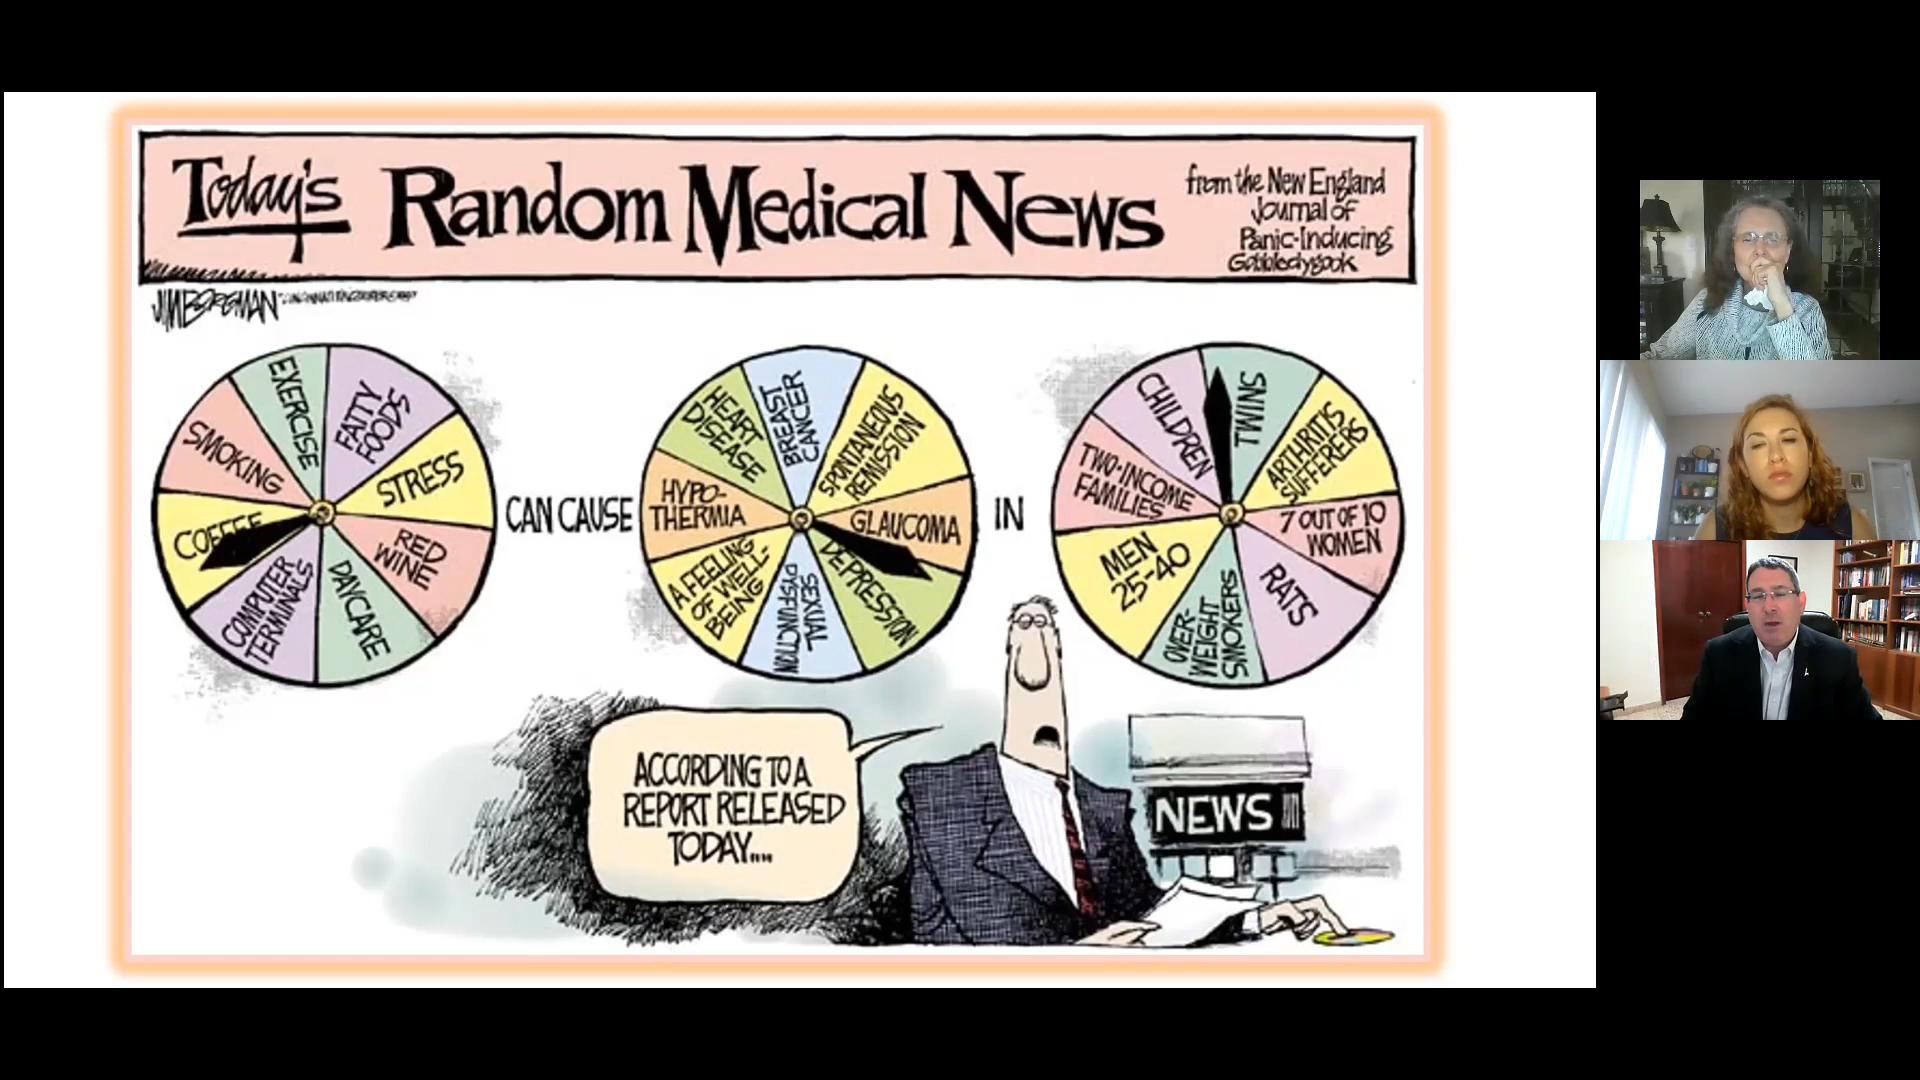 Today's
Random Medical News
from the New England
Journal of
Panic-Inducing
Gobbledygook
JIM BORGMAN
EXERCISE
FATTY
FOODS
STRESS
RED
WINE
DAYCARE
COMPUTER
TERMINALS
COFFEE
SMOKING
CAN CAUSE
HEART
DISEASE
BREAST
CANCER
SPONTANEOUS
REMISSION
GLAUCOMA
DEPRESSION
SEXUAL
DYSFUNCTION
A FEELING
OF WELL-
BEING
HYPO-
THERMIA
IN
CHILDREN
TWINS
ARTHRITIS
SUFFERERS
7 OUT OF 10
WOMEN
RATS
OVER-
WEIGHT
SMOKERS
MEN
25-40
TWO-INCOME
FAMILIES
ACCORDING TO A
REPORT RELEASED
TODAY....
NEWS